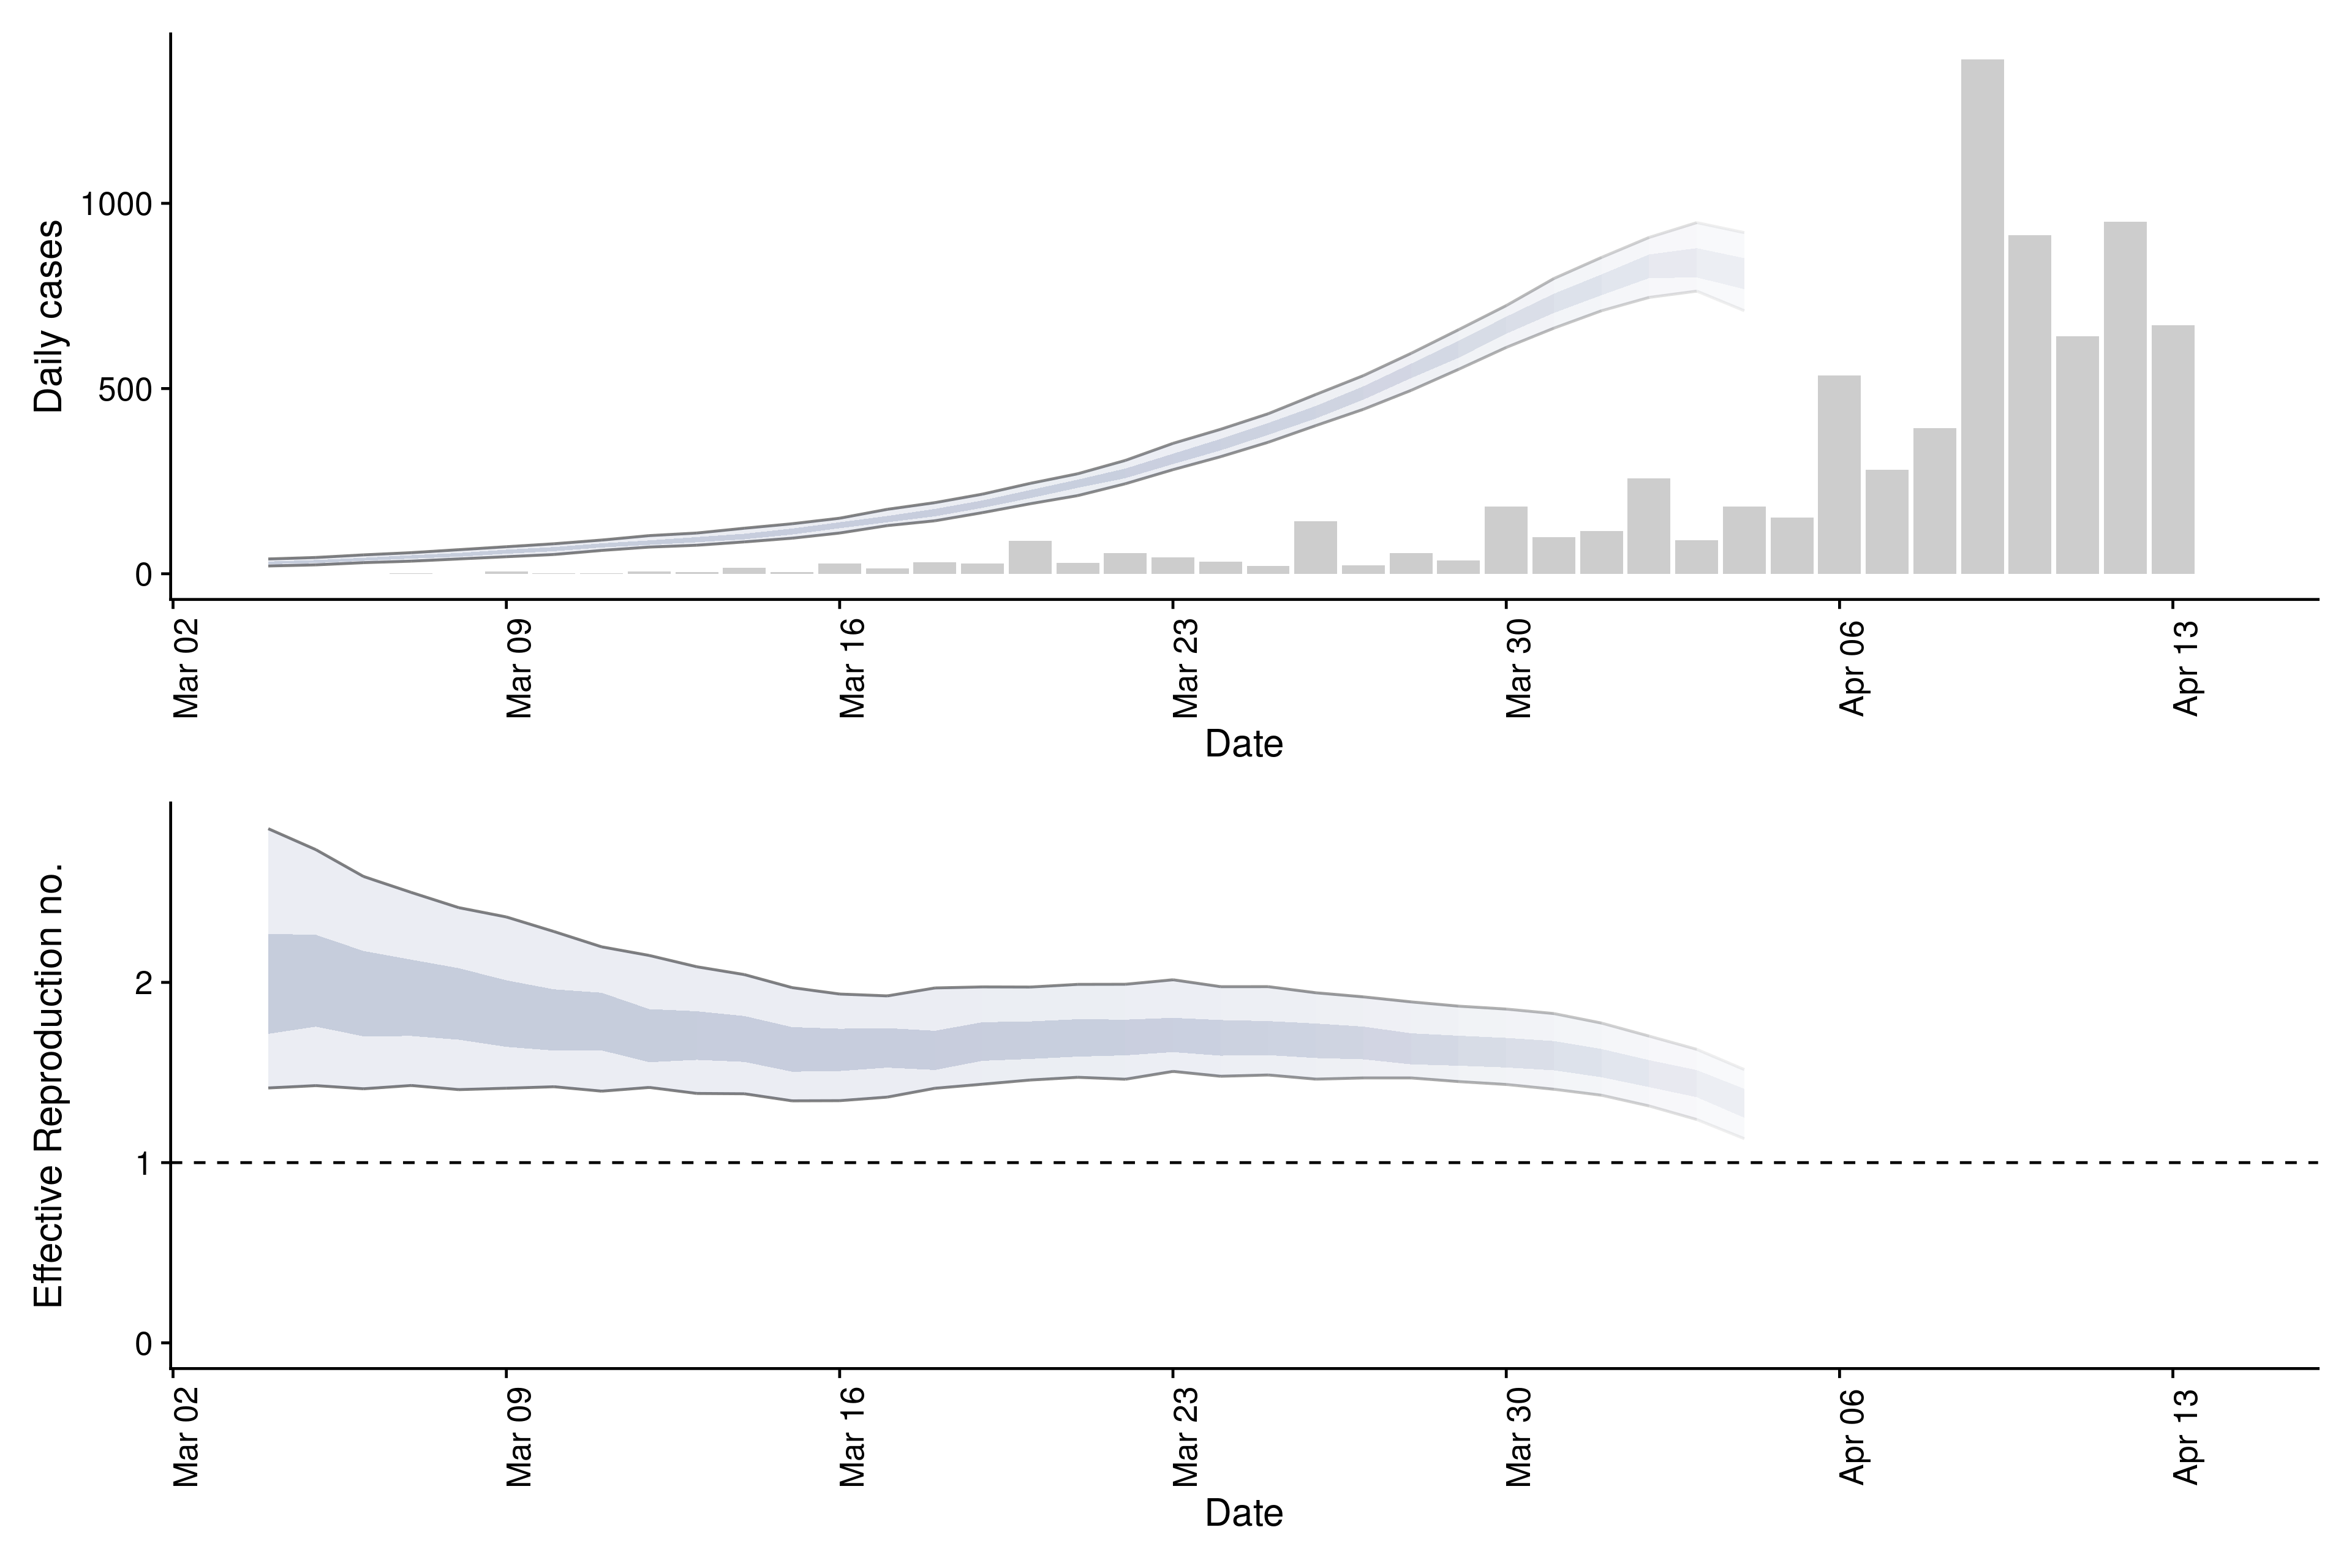 Daily cases
1000
500
0
Mar 02
Mar 09
Mar 16
Mar 23
Mar 30
Apr 06
Apr 13
Date
Effective Reproduction no.
2
1
0
Mar 02
Mar 09
Mar 16
Mar 23
Mar 30
Apr 06
Apr 13
Date